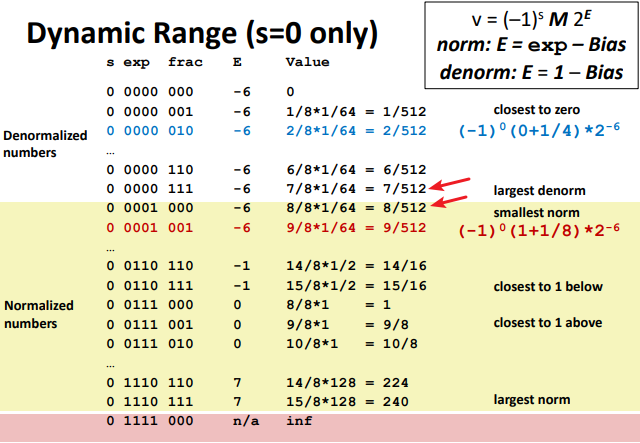 Dynamic Range (s=0 only)
v = (–1)ˢ M 2ᴱ
norm: E = exp – Bias
denorm: E = 1 – Bias
s exp frac E Value
0 0000 000 -6 0
0 0000 001 -6 1/8*1/64 = 1/512 closest to zero
0 0000 010 -6 2/8*1/64 = 2/512 (-1)⁰(0+1/4)*2⁻⁶
Denormalized numbers
…
0 0000 110 -6 6/8*1/64 = 6/512
0 0000 111 -6 7/8*1/64 = 7/512 largest denorm
0 0001 000 -6 8/8*1/64 = 8/512 smallest norm
0 0001 001 -6 9/8*1/64 = 9/512 (-1)⁰(1+1/8)*2⁻⁶
…
0 0110 110 -1 14/8*1/2 = 14/16
0 0110 111 -1 15/8*1/2 = 15/16 closest to 1 below
Normalized numbers
0 0111 000 0 8/8*1 = 1
0 0111 001 0 9/8*1 = 9/8 closest to 1 above
0 0111 010 0 10/8*1 = 10/8
…
0 1110 110 7 14/8*128 = 224
0 1110 111 7 15/8*128 = 240 largest norm
0 1111 000 n/a inf